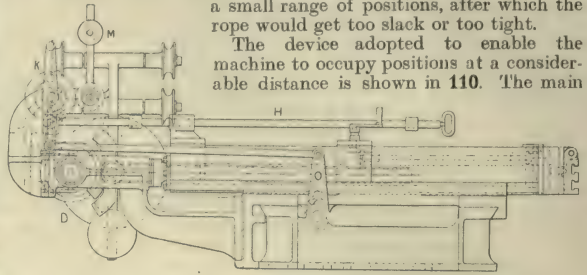 a small range of positions, after which the
rope would get too slack or too tight.
The device adopted to enable the
machine to occupy positions at a consider-
able distance is shown in 110. The main
M
K
H
D